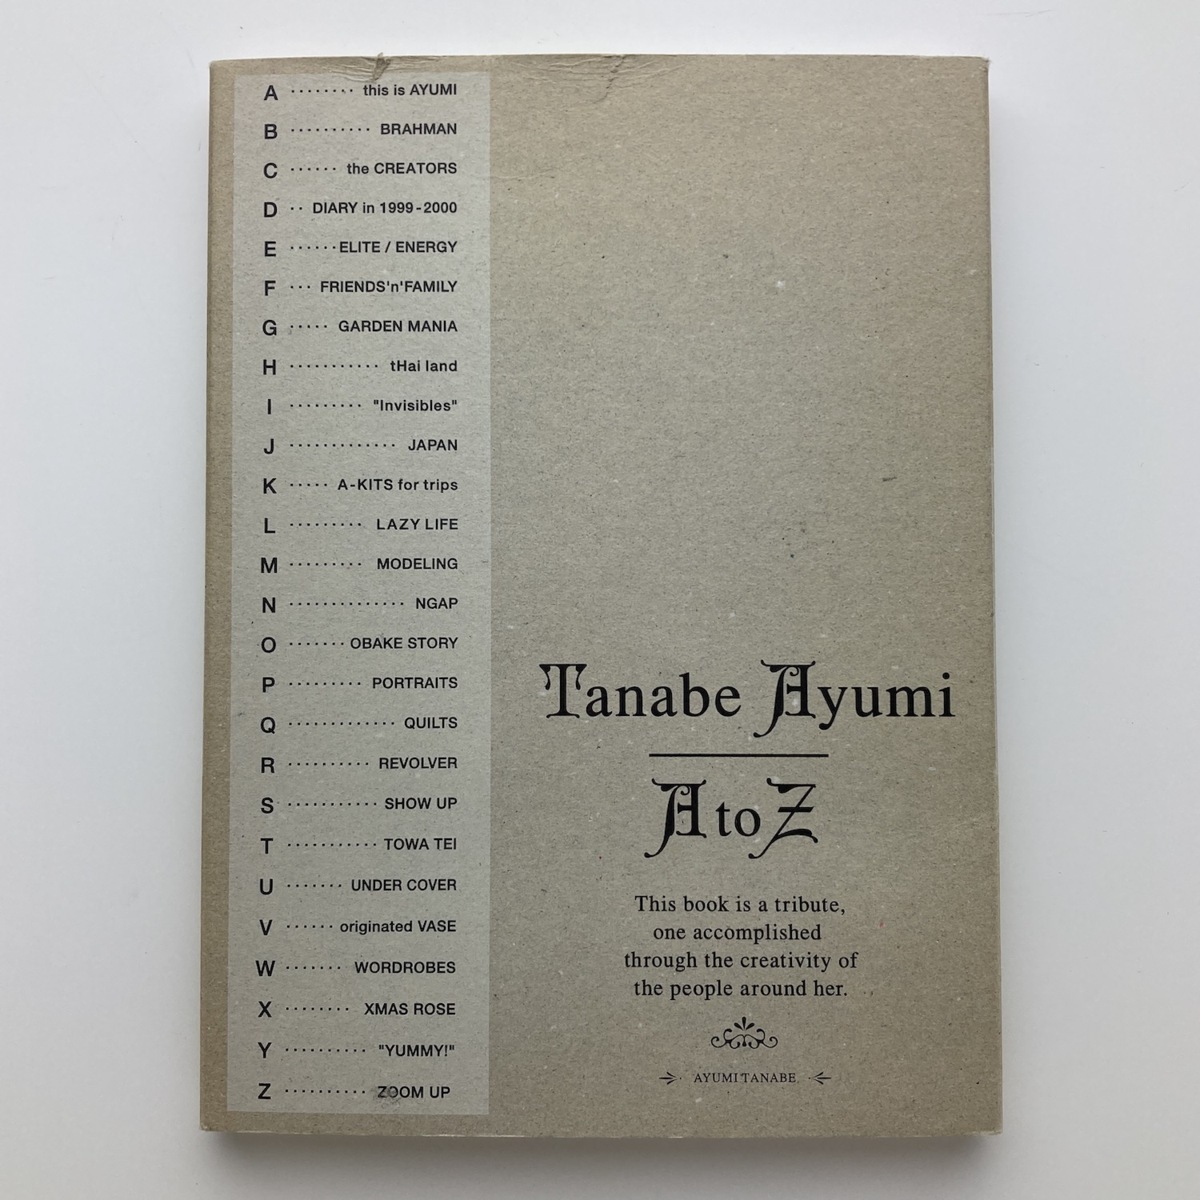 A ········ this is AYUMI
B ·········· BRAHMAN
C ······ the CREATORS
D ·· DIARY in 1999-2000
E ······ ELITE / ENERGY
F ··· FRIENDS'n'FAMILY
G ····· GARDEN MANIA
H ··········· tHai land
I ········· "Invisibles"
J ············· JAPAN
K ····· A-KITS for trips
L ········· LAZY LIFE
M ········· MODELING
N ·············· NGAP
O ······· OBAKE STORY
P ········· PORTRAITS
Q ············· QUILTS
R ·········· REVOLVER
S ··········· SHOW UP
T ··········· TOWA TEI
U ······· UNDER COVER
V ······ originated VASE
W ······· WORDROBES
X ········ XMAS ROSE
Y ·········· "YUMMY!"
Z ·········· ZOOM UP
Tanabe Ayumi
A to Z
This book is a tribute,
one accomplished
through the creativity of
the people around her.
AYUMI TANABE